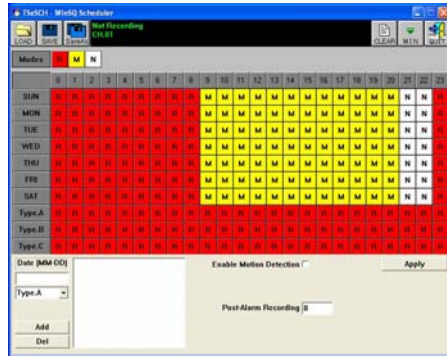 TSeSCH - WinSQ Scheduler
LOAD SAVE SaveAs Not Recording CLEAR WIN QUIT
CH.01
Modes R M N
0 1 2 3 4 5 6 7 8 9 10 11 12 13 14 15 16 17 18 19 20 21 22 23
SUN R R R R R R R R R M M M M M M M M M M M M N N R
MON R R R R R R R R R M M M M M M M M M M M M N N R
TUE R R R R R R R R R M M M M M M M M M M M M N N R
WED R R R R R R R R R M M M M M M M M M M M M N N R
THU R R R R R R R R R M M M M M M M M M M M M N N R
FRI R R R R R R R R R M M M M M M M M M M M M N N R
SAT R R R R R R R R R M M M M M M M M M M M M N N R
Type.A R R R R R R R R R R R R R R R R R R R R R R R R
Type.B R R R R R R R R R R R R R R R R R R R R R R R R
Type.C R R R R R R R R R R R R R R R R R R R R R R R R
Date [MM-DD] Enable Motion Detection Apply
Type.A
Post-Alarm Recording
Add
Del